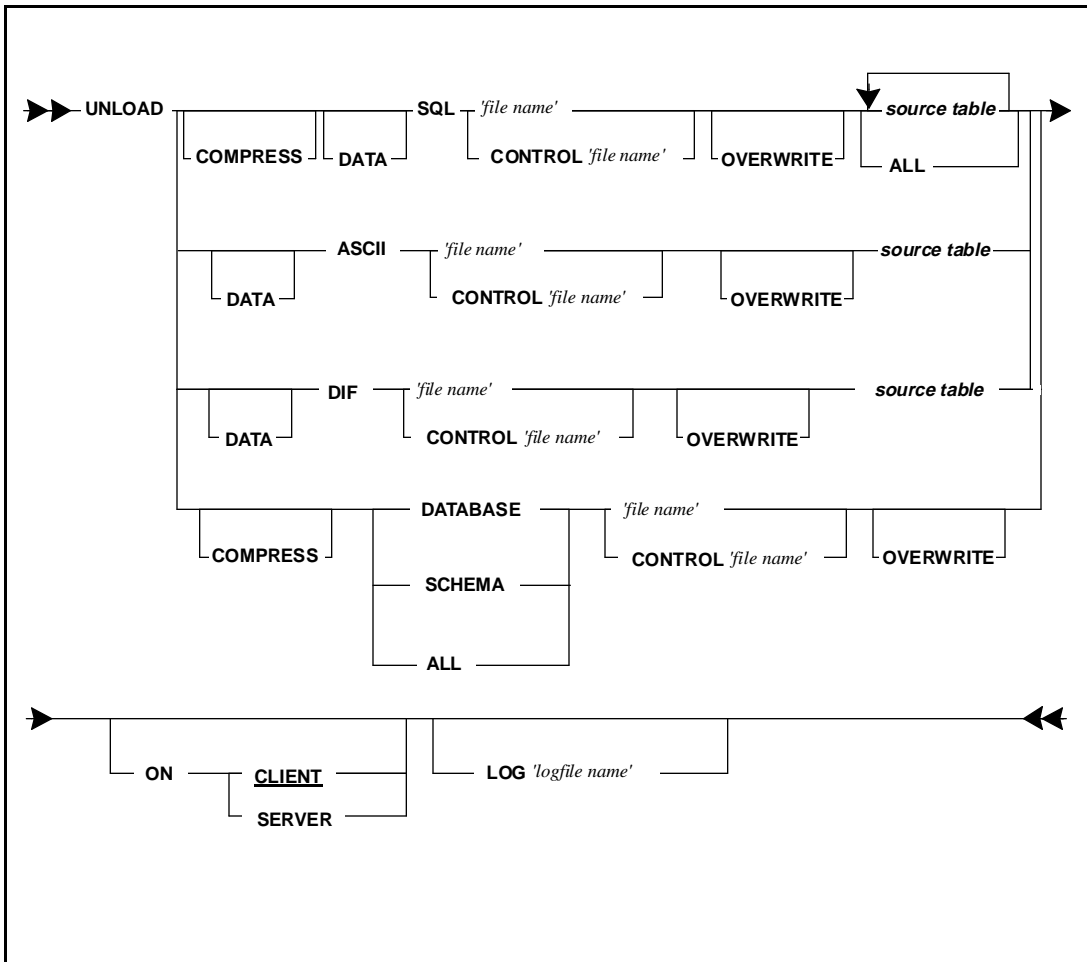 UNLOAD SQL 'file name' source table
COMPRESS DATA CONTROL 'file name' OVERWRITE ALL
ASCII 'file name' source table
DATA CONTROL 'file name' OVERWRITE
DIF 'file name' source table
DATA CONTROL 'file name' OVERWRITE
DATABASE 'file name'
COMPRESS CONTROL 'file name' OVERWRITE
SCHEMA
ALL
ON CLIENT LOG 'logfile name'
SERVER